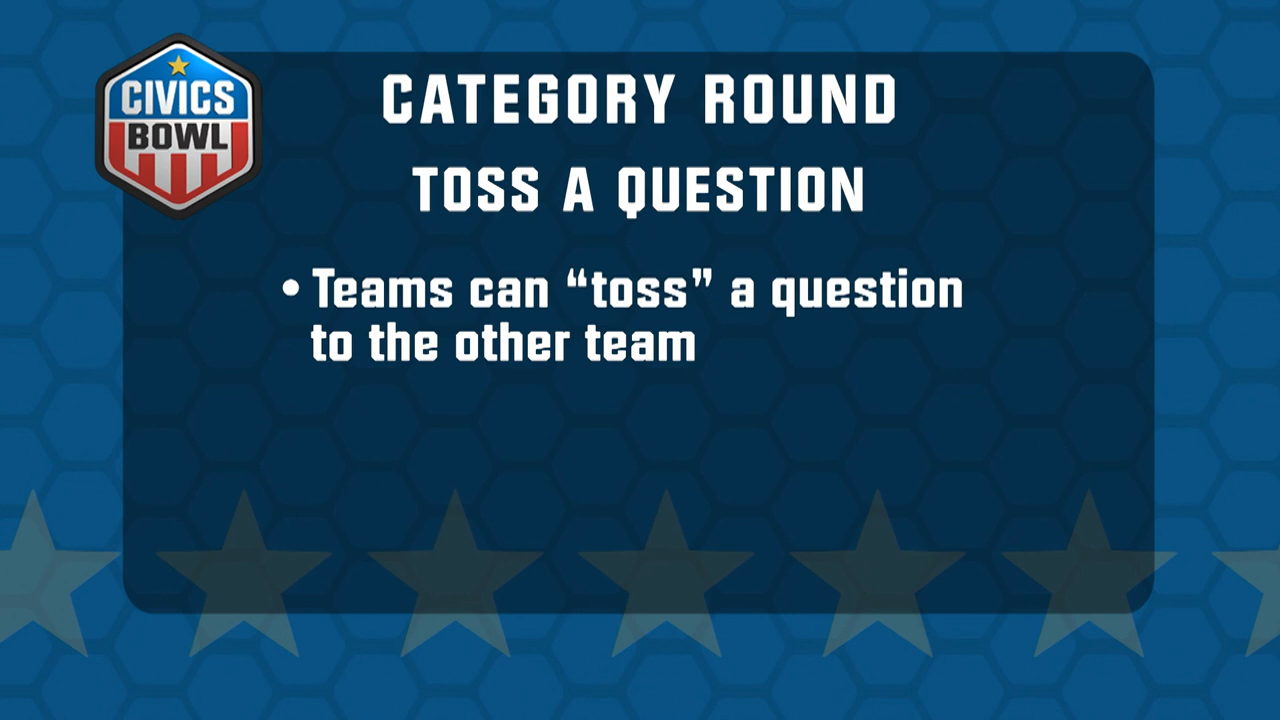 CIVICS
BOWL
CATEGORY ROUND
TOSS A QUESTION
• Teams can “toss” a question
to the other team